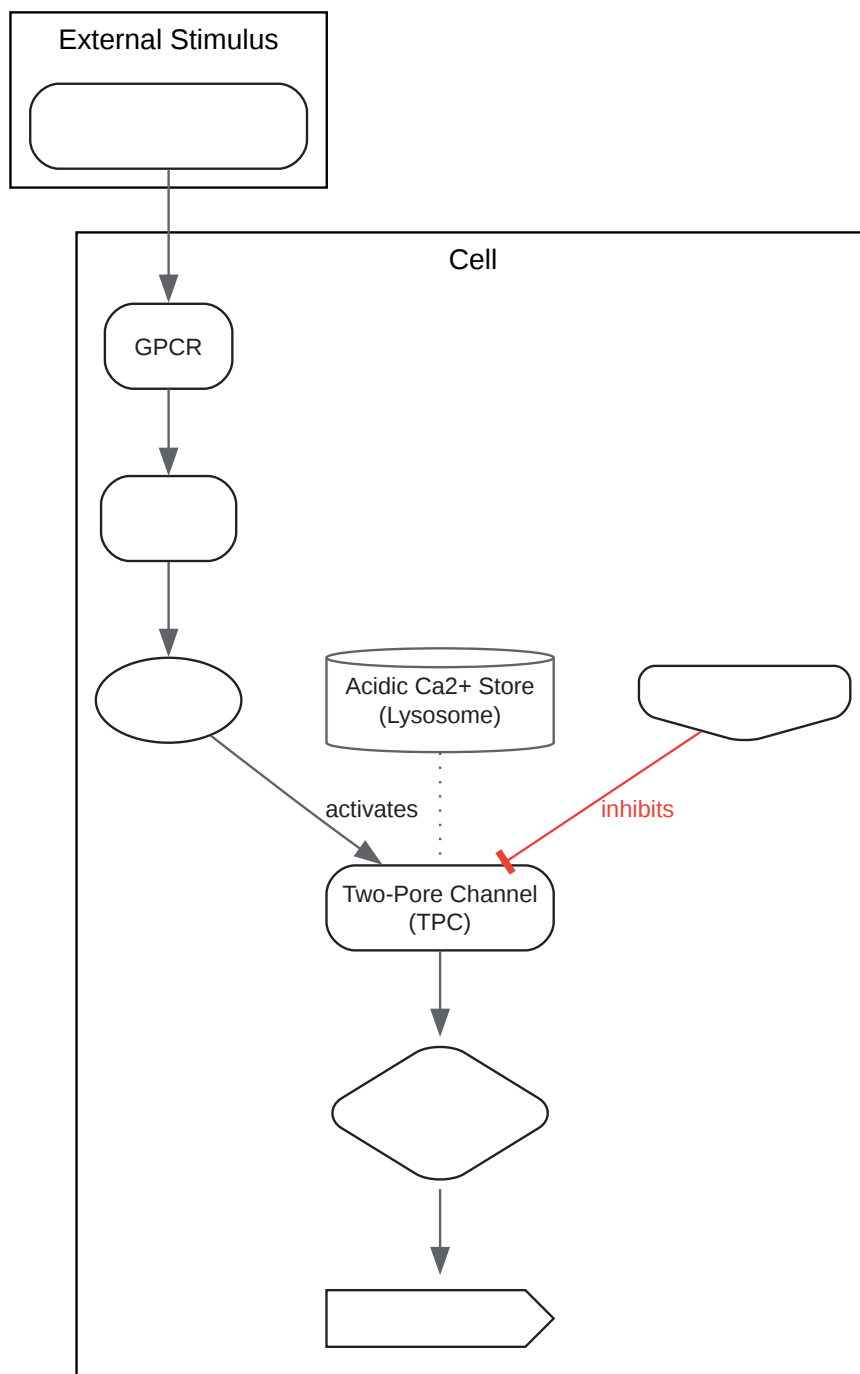 External Stimulus
Cell
GPCR
Acidic Ca2+ Store
(Lysosome)
activates
inhibits
Two-Pore Channel
(TPC)